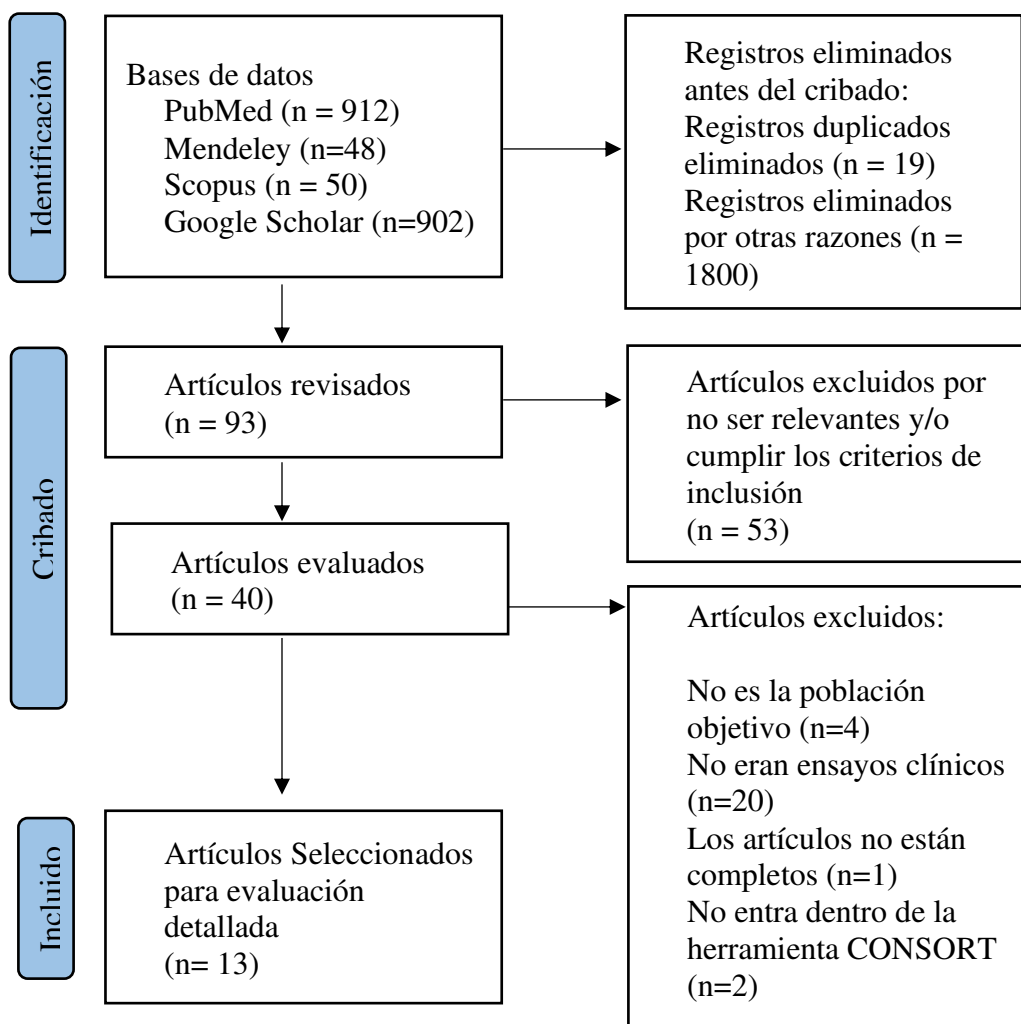 Identificación
Bases de datos
PubMed (n = 912)
Mendeley (n=48)
Scopus (n = 50)
Google Scholar (n=902)
Registros eliminados
antes del cribado:
Registros duplicados
eliminados (n = 19)
Registros eliminados
por otras razones (n =
1800)
Cribado
Artículos revisados
(n = 93)
Artículos excluidos por
no ser relevantes y/o
cumplir los criterios de
inclusión
(n = 53)
Artículos evaluados
(n = 40)
Artículos excluidos:
No es la población
objetivo (n=4)
No eran ensayos clínicos
(n=20)
Los artículos no están
completos (n=1)
No entra dentro de la
herramienta CONSORT
(n=2)
Incluido
Artículos Seleccionados
para evaluación
detallada
(n= 13)